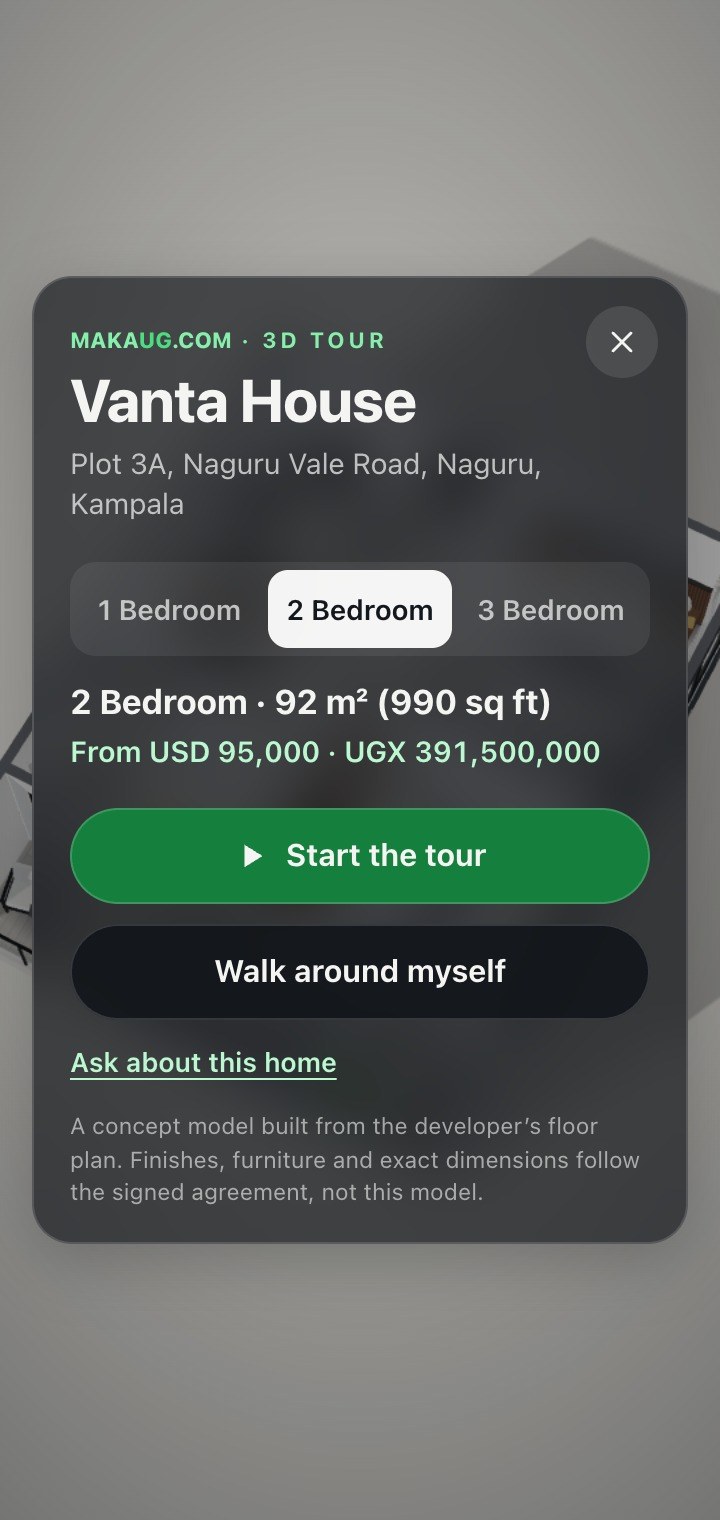 MAKAUG.COM · 3D TOUR
Vanta House
Plot 3A, Naguru Vale Road, Naguru,
Kampala
1 Bedroom
2 Bedroom
3 Bedroom
2 Bedroom · 92 m² (990 sq ft)
From USD 95,000 · UGX 391,500,000
Start the tour
Walk around myself
Ask about this home
A concept model built from the developer’s floor
plan. Finishes, furniture and exact dimensions follow
the signed agreement, not this model.